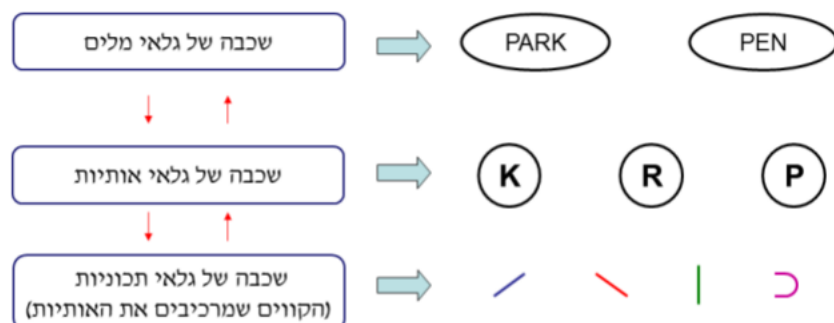 שכבה של גלאי מלים
PARK
PEN
שכבה של גלאי אותיות
K
R
P
שכבה של גלאי תכוניות
(הקווים שמרכיבים את האותיות)